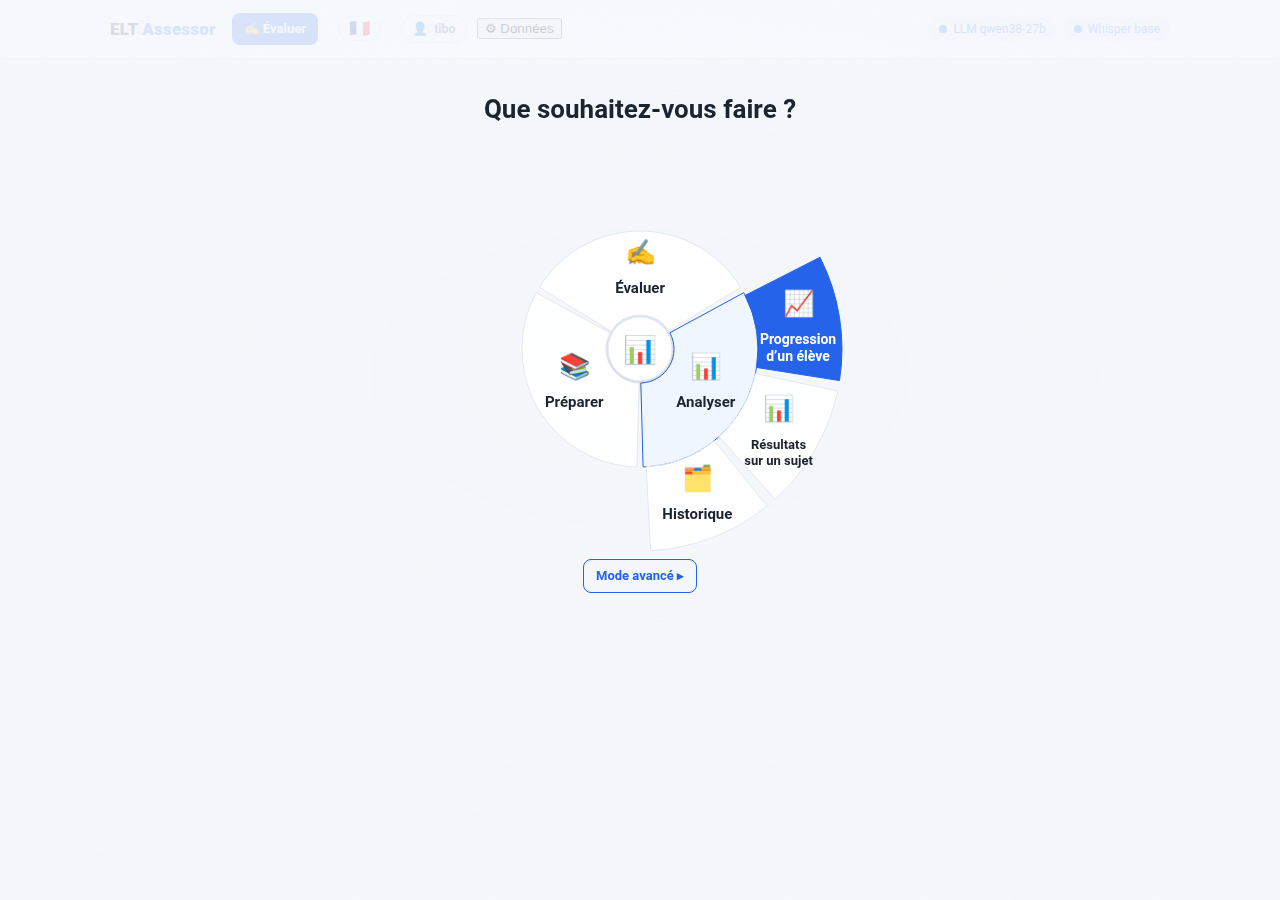 ELT Assessor
✍️ Évaluer
tibo
⚙ Données
LLM qwen38-27b
Whisper base
Que souhaitez-vous faire ?
Évaluer
Progression
d’un élève
Préparer
Analyser
Résultats
sur un sujet
Historique
Mode avancé ▸